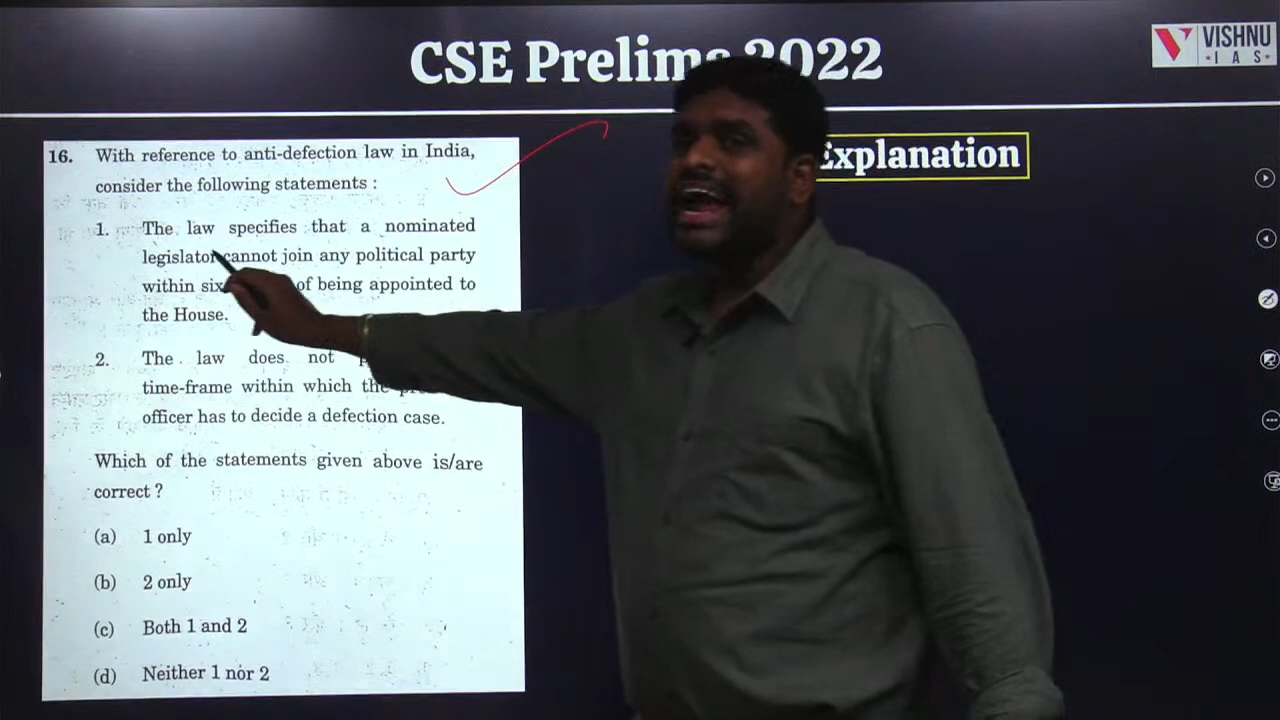 CSE Prelims 2022
VISHNU
IAS
Explanation
16. With reference to anti-defection law in India,
consider the following statements :
1. The law specifies that a nominated
legislator cannot join any political party
within six of being appointed to
the House.
2. The law does not
time-frame within which the
officer has to decide a defection case.
Which of the statements given above is/are
correct ?
(a) 1 only
(b) 2 only
(c) Both 1 and 2
(d) Neither 1 nor 2